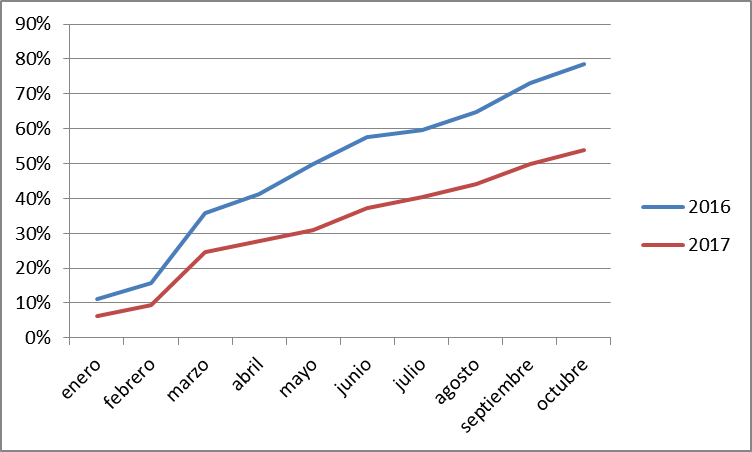 90%
80%
70%
60%
50%
40%
30%
20%
10%
0%
enero
febrero
marzo
abril
mayo
junio
julio
agosto
septiembre
octubre
2016
2017